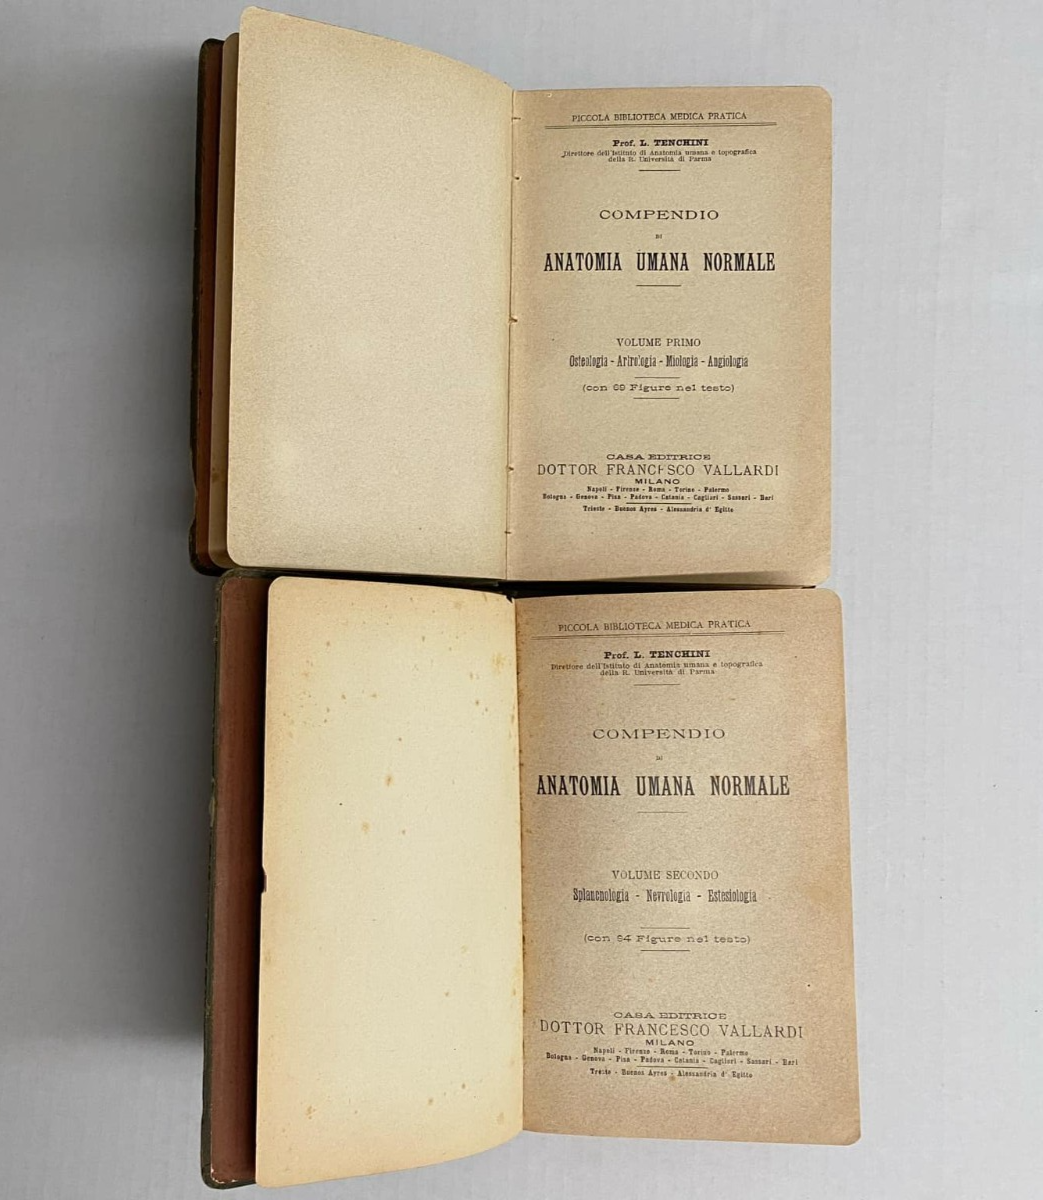 PICCOLA BIBLIOTECA MEDICA PRATICA
Prof. L. TENCHINI
Direttore dell'Istituto di Anatomia umana e topografica
della R. Università di Parma
COMPENDIO
DI
ANATOMIA UMANA NORMALE
VOLUME PRIMO
Osteologia - Artrologia - Miologia - Angiologia
(con 69 Figure nel testo)
CASA EDITRICE
DOTTOR FRANCESCO VALLARDI
MILANO
Napoli - Firenze - Roma - Torino - Palermo
Bologna - Genova - Pisa - Padova - Catania - Cagliari - Sassari - Bari
Trieste - Buenos Ayres - Alessandria d' Egitto
PICCOLA BIBLIOTECA MEDICA PRATICA
Prof. L. TENCHINI
Direttore dell'Istituto di Anatomia umana e topografica
della R. Università di Parma
COMPENDIO
DI
ANATOMIA UMANA NORMALE
VOLUME SECONDO
Splancnologia - Nevrologia - Estesiologia
(con 94 Figure nel testo)
CASA EDITRICE
DOTTOR FRANCESCO VALLARDI
MILANO
Napoli - Firenze - Roma - Torino - Palermo
Bologna - Genova - Pisa - Padova - Catania - Cagliari - Sassari - Bari
Trieste - Buenos Ayres - Alessandria d' Egitto